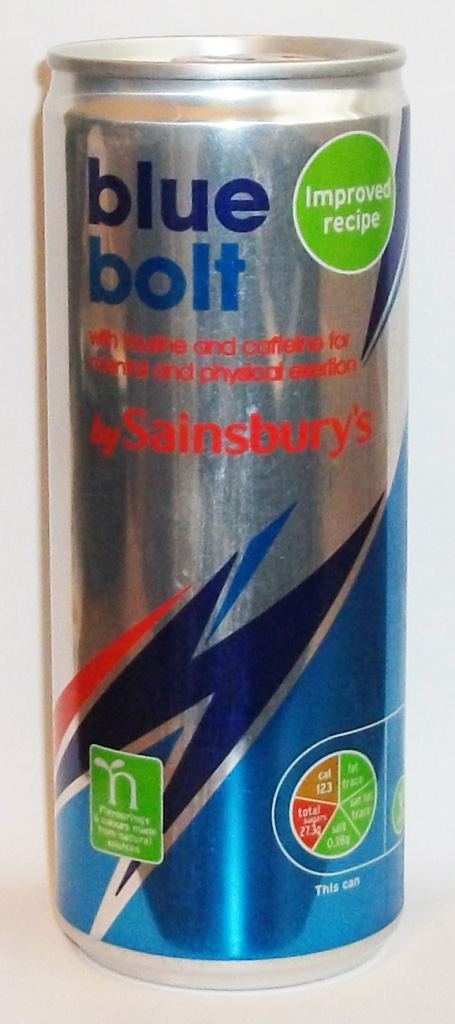 blue
bolt
Improved
recipe
with taurine and caffeine for
mental and physical exertion
by Sainsbury's
n
Flavourings
& colours made
from natural
sources
cal
123
fat
trace
sat fat
trace
salt
0.18g
total
sugars
27.3g
This can